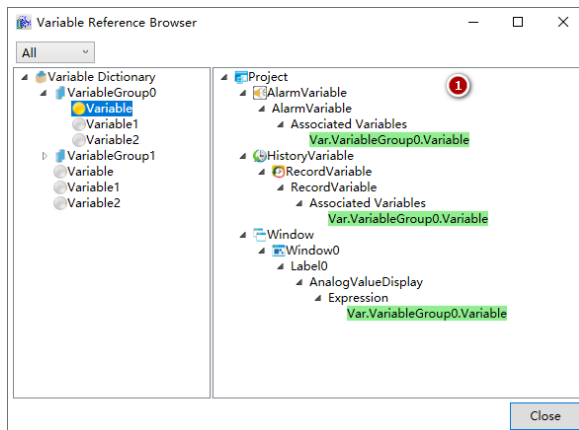 Variable Reference Browser
All
Variable Dictionary
VariableGroup0
Variable
Variable1
Variable2
VariableGroup1
Variable
Variable1
Variable2
Project
1
AlarmVariable
AlarmVariable
Associated Variables
Var.VariableGroup0.Variable
HistoryVariable
RecordVariable
RecordVariable
Associated Variables
Var.VariableGroup0.Variable
Window
Window0
Label0
AnalogValueDisplay
Expression
Var.VariableGroup0.Variable
Close